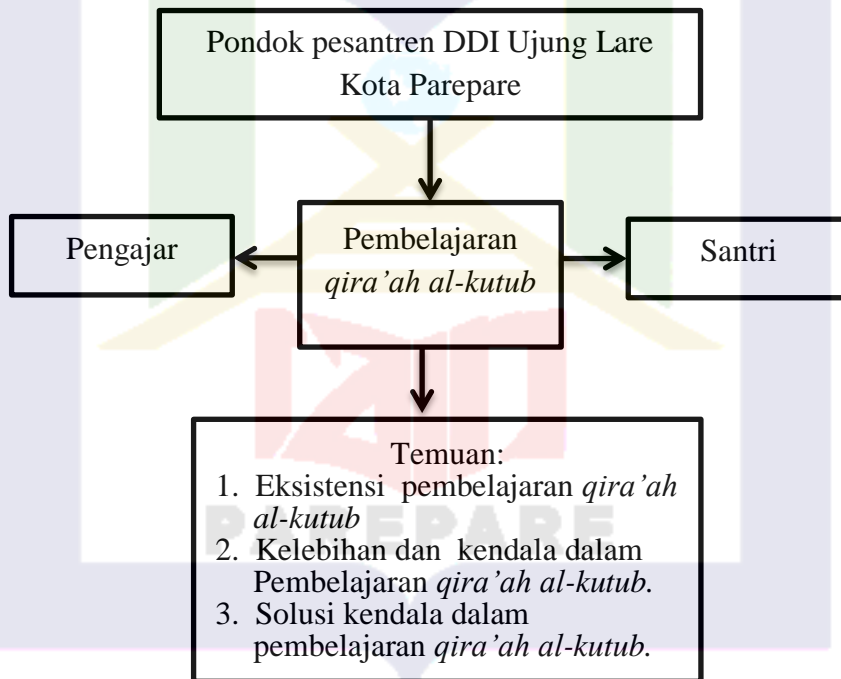 Pondok pesantren DDI Ujung Lare
Kota Parepare
Pengajar
Pembelajaran
qira’ah al-kutub
Santri
Temuan:
1. Eksistensi pembelajaran qira’ah
al-kutub
2. Kelebihan dan kendala dalam
Pembelajaran qira’ah al-kutub.
3. Solusi kendala dalam
pembelajaran qira’ah al-kutub.
PAREPARE